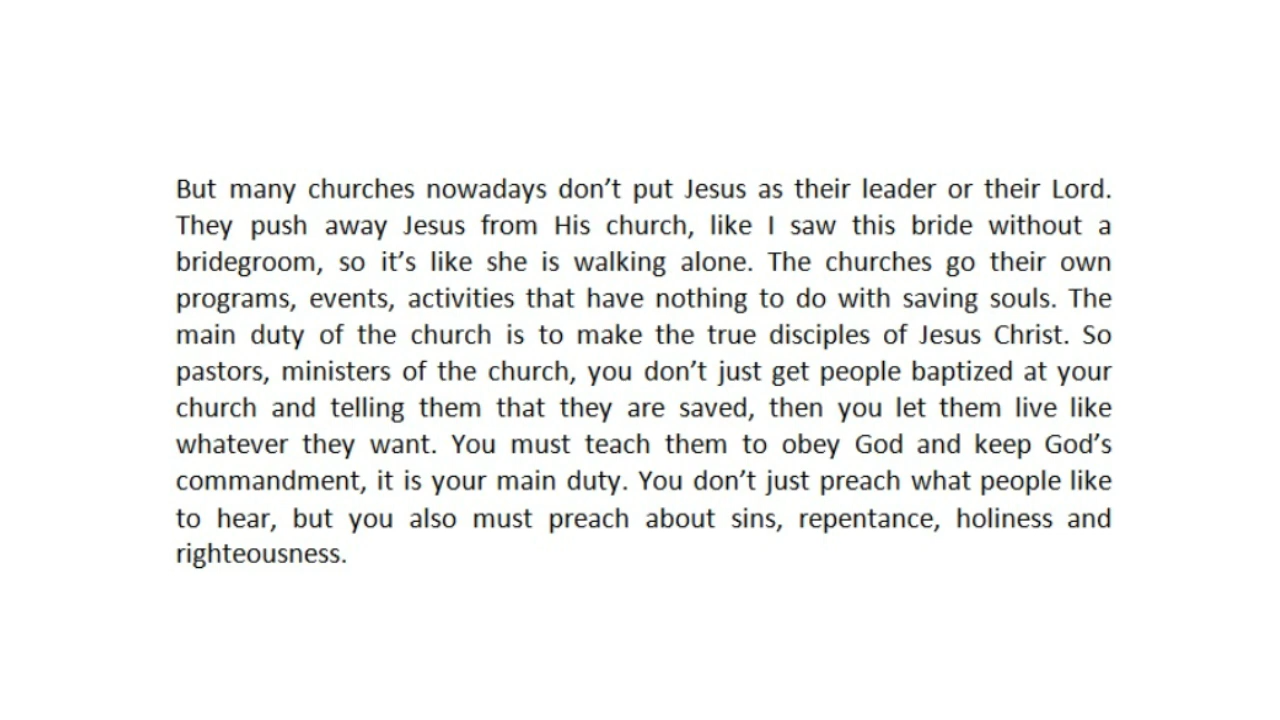 But many churches nowadays don’t put Jesus as their leader or their Lord.
They push away Jesus from His church, like I saw this bride without a
bridegroom, so it’s like she is walking alone. The churches go their own
programs, events, activities that have nothing to do with saving souls. The
main duty of the church is to make the true disciples of Jesus Christ. So
pastors, ministers of the church, you don’t just get people baptized at your
church and telling them that they are saved, then you let them live like
whatever they want. You must teach them to obey God and keep God’s
commandment, it is your main duty. You don’t just preach what people like
to hear, but you also must preach about sins, repentance, holiness and
righteousness.